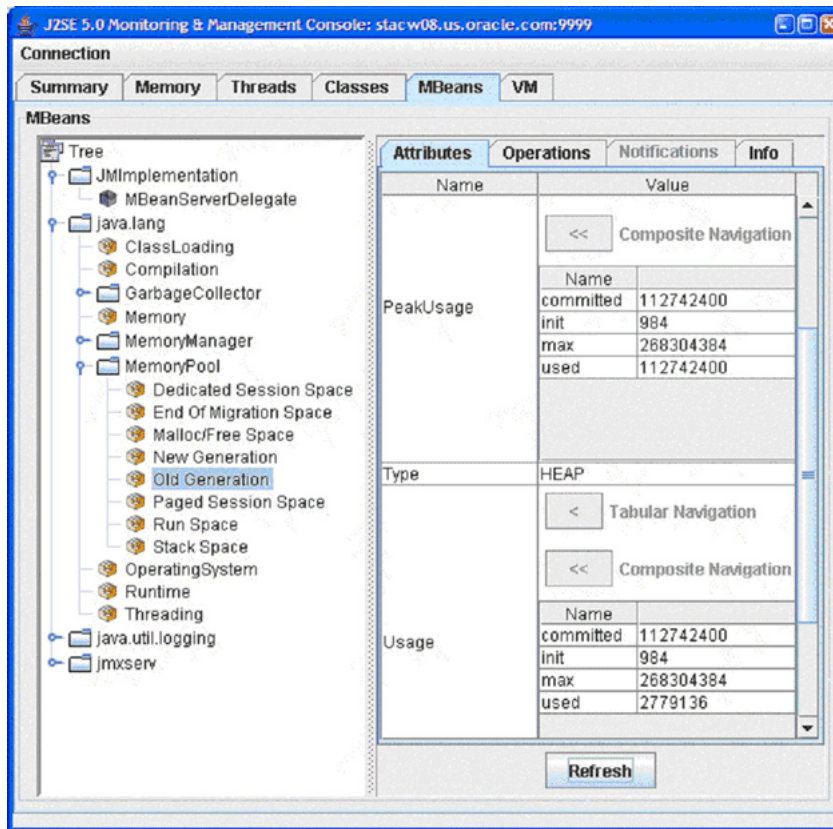 J2SE 5.0 Monitoring & Management Console: stacw08.us.oracle.com:9999
Connection
Summary Memory Threads Classes MBeans VM
MBeans
Tree
JMImplementation
MBeanServerDelegate
java.lang
ClassLoading
Compilation
GarbageCollector
Memory
MemoryManager
MemoryPool
Dedicated Session Space
End Of Migration Space
Malloc/Free Space
New Generation
Old Generation
Paged Session Space
Run Space
Stack Space
OperatingSystem
Runtime
Threading
java.util.logging
jmxserv
Attributes Operations Notifications Info
Name Value
PeakUsage
<< Composite Navigation
Name
committed 112742400
init 984
max 268304384
used 112742400
Type HEAP
Usage
< Tabular Navigation
<< Composite Navigation
Name
committed 112742400
init 984
max 268304384
used 2779136
Refresh